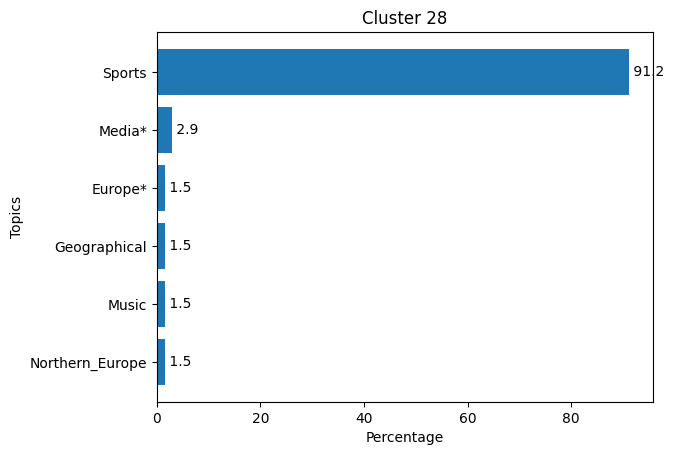 Cluster 28
Topics
Sports 91.2
Media* 2.9
Europe* 1.5
Geographical 1.5
Music 1.5
Northern_Europe 1.5
0 20 40 60 80
Percentage